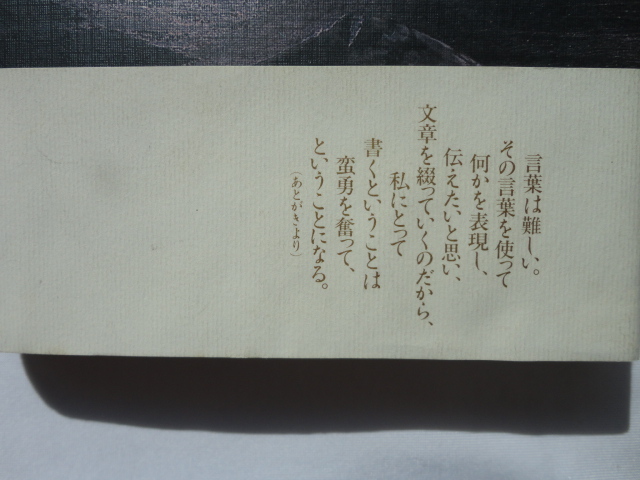 言葉は難しい。
その言葉を使って
何かを表現し、
伝えたいと思い、
文章を綴っていくのだから、
私にとって
書くということは
蛮勇を奮って、
ということになる。
（あとがきより）